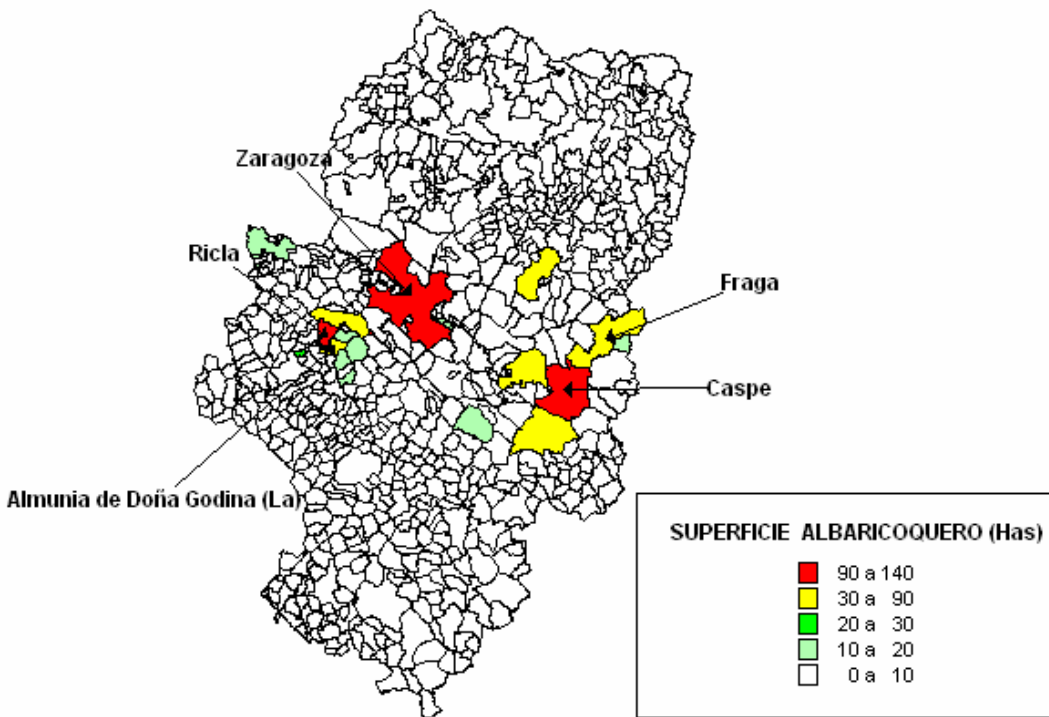 Zaragoza
Ricla
Fraga
Caspe
Almunia de Doña Godina (La)
SUPERFICIE ALBARICOQUERO (Has)
90 a 140
30 a 90
20 a 30
10 a 20
0 a 10